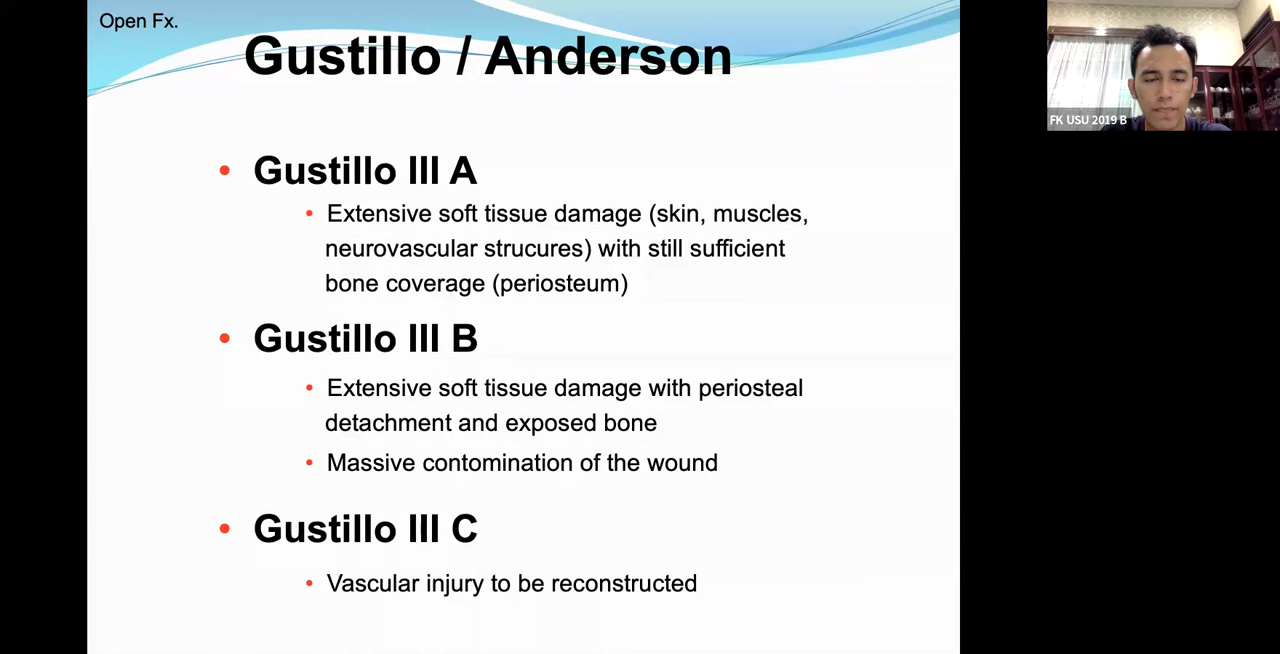 Open Fx.
Gustillo / Anderson
• Gustillo III A
• Extensive soft tissue damage (skin, muscles,
neurovascular strucures) with still sufficient
bone coverage (periosteum)
• Gustillo III B
• Extensive soft tissue damage with periosteal
detachment and exposed bone
• Massive contomination of the wound
• Gustillo III C
• Vascular injury to be reconstructed
FK USU 2019 B